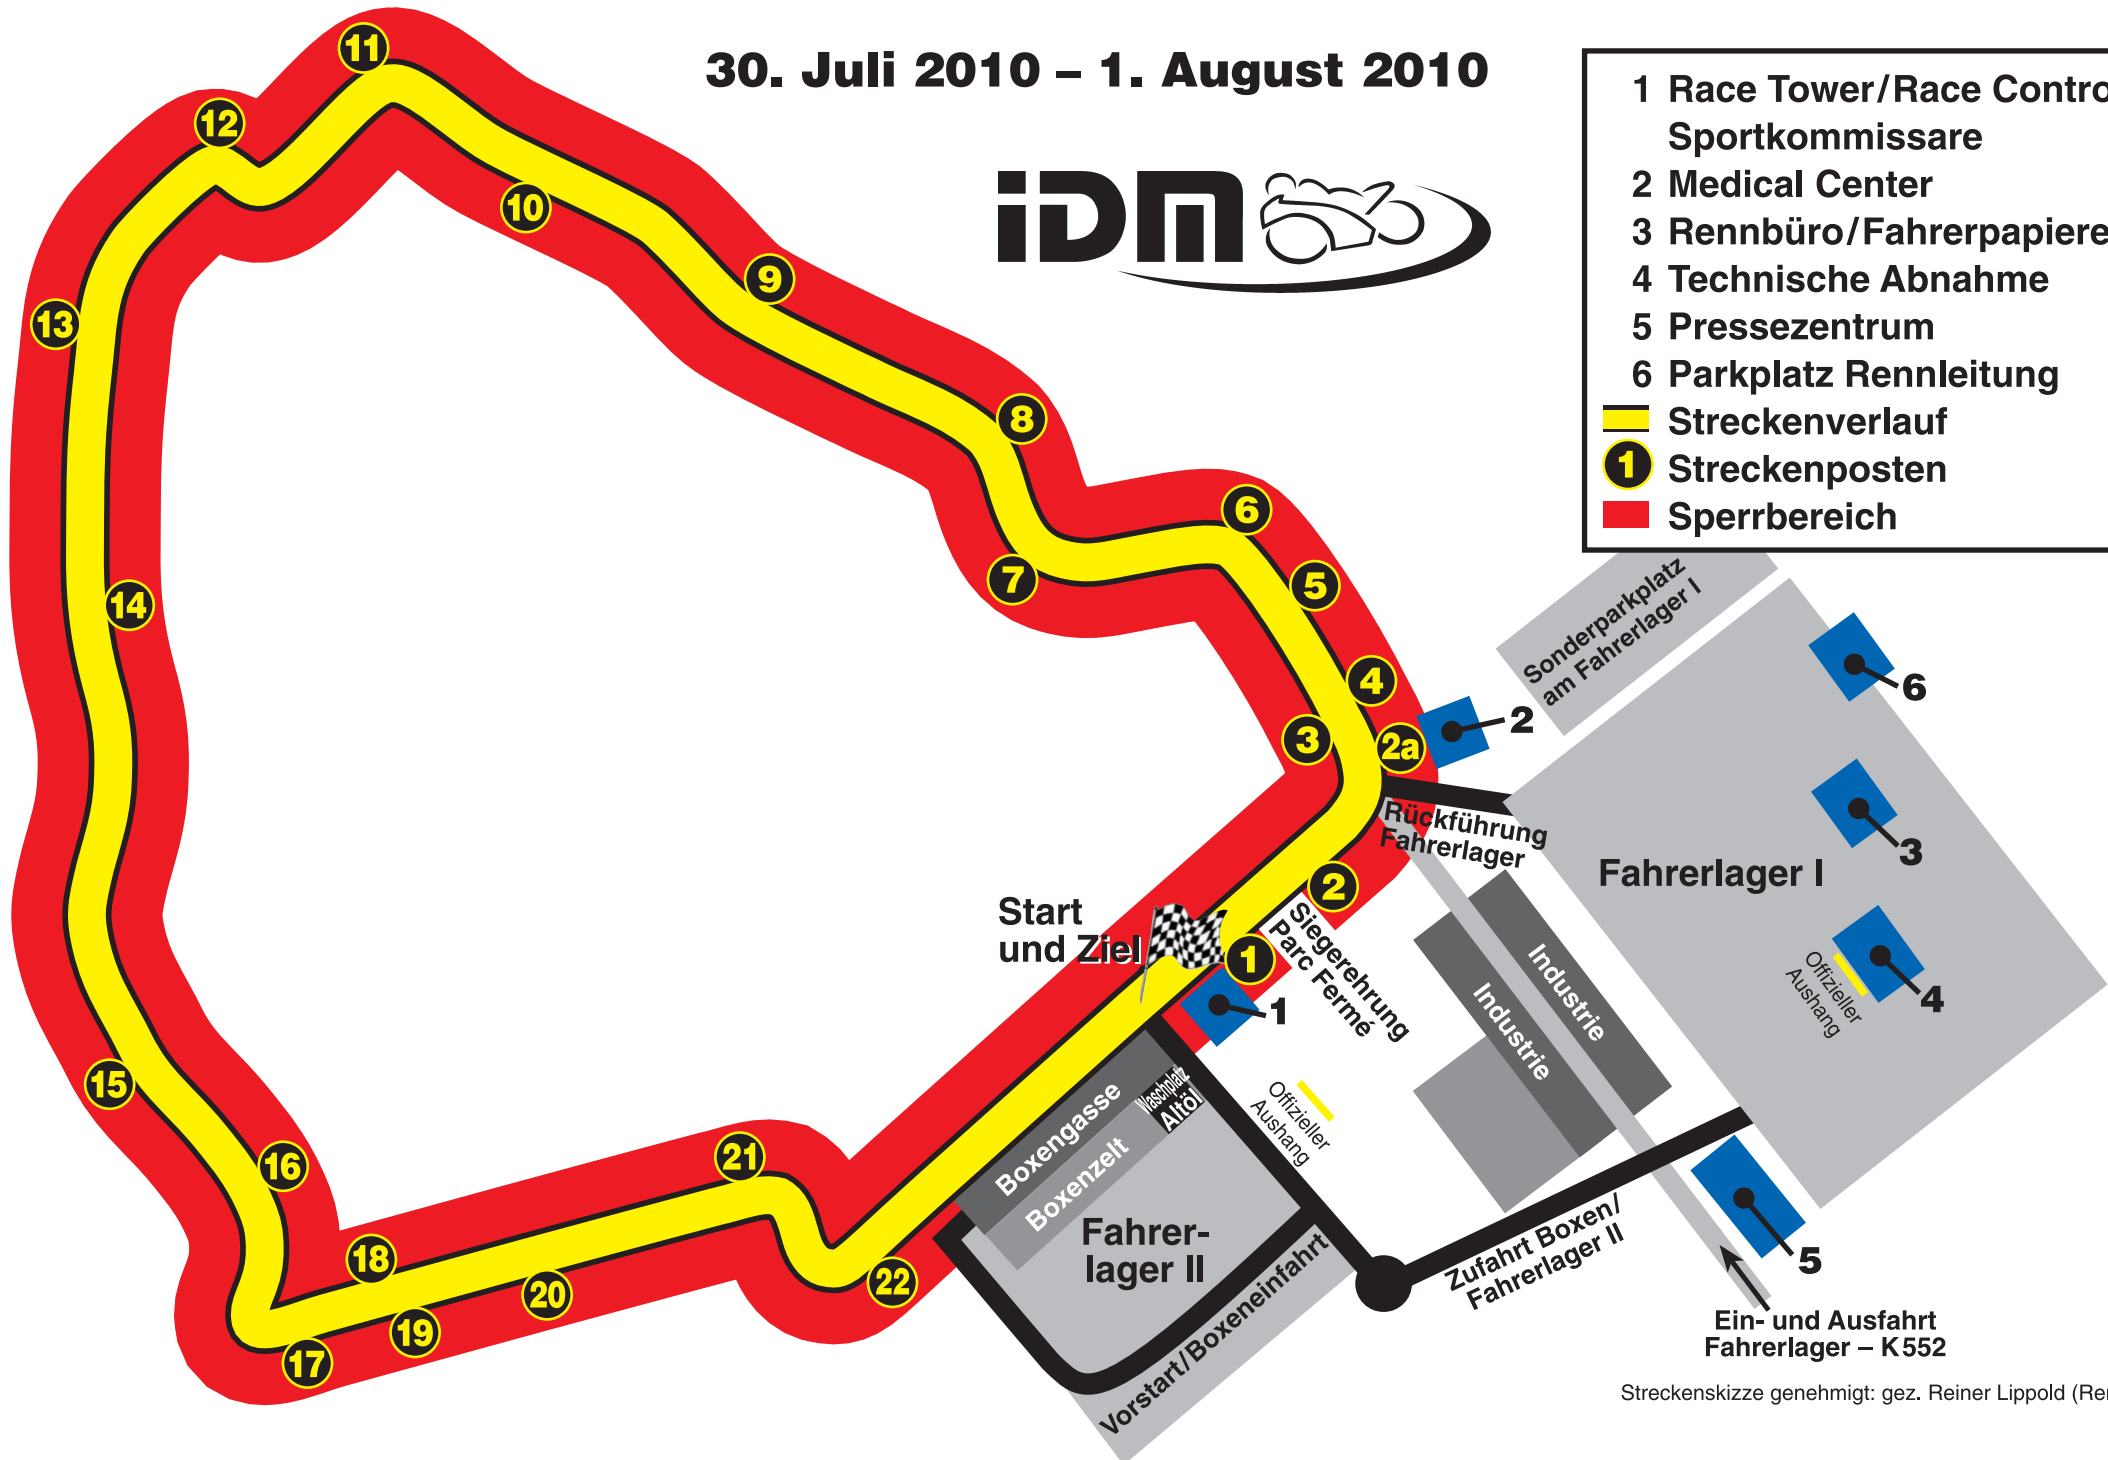 30. Juli 2010 – 1. August 2010
iDM
1 Race Tower/Race Contro
Sportkommissare
2 Medical Center
3 Rennbüro/Fahrerpapiere
4 Technische Abnahme
5 Pressezentrum
6 Parkplatz Rennleitung
Streckenverlauf
1 Streckenposten
Sperrbereich
11
12
10
13
9
8
6
7
5
14
4
3
2a
2
Sonderparkplatz
am Fahrerlager I
6
3
Rückführung
Fahrerlager
Fahrerlager I
2
Start
und Ziel
1
1
Siegerehrung
Parc Fermé
Industrie
Industrie
Offizieller
Aushang
4
15
16
21
18
20
19
17
22
Boxengasse
Boxenzelt
Waschplatz
Altöl
Offizieller
Aushang
Fahrer-
lager II
Vorstart/Boxeneinfahrt
Zufahrt Boxen/
Fahrerlager II
5
Ein- und Ausfahrt
Fahrerlager – K552
Streckenskizze genehmigt: gez. Reiner Lippold (Ren